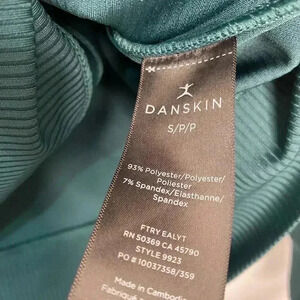 DANSKIN
S/P/P
93% Polyester/Polyester/
Poliester
7% Spandex/Elasthanne/
Spandex
FTRY EALYT
RN 50369 CA 45790
STYLE 9923
PO # 10037358/359
Made in Cambodia
Fabriqué